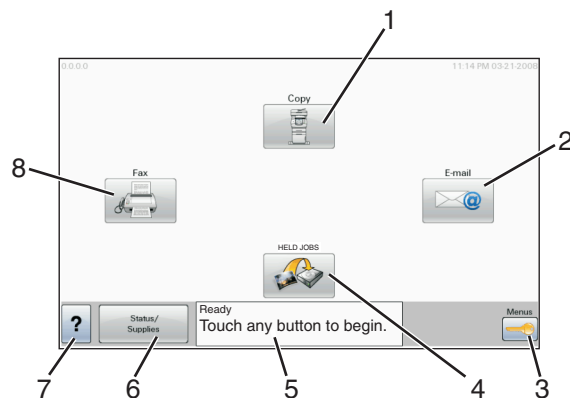 1
0.0.0.0 11:14 PM 03-21-2008
Copy
2
8
Fax
E-mail
@
HELD JOBS
?
Status/
Supplies
Ready
Touch any button to begin.
Menus
7
6
5
4
3